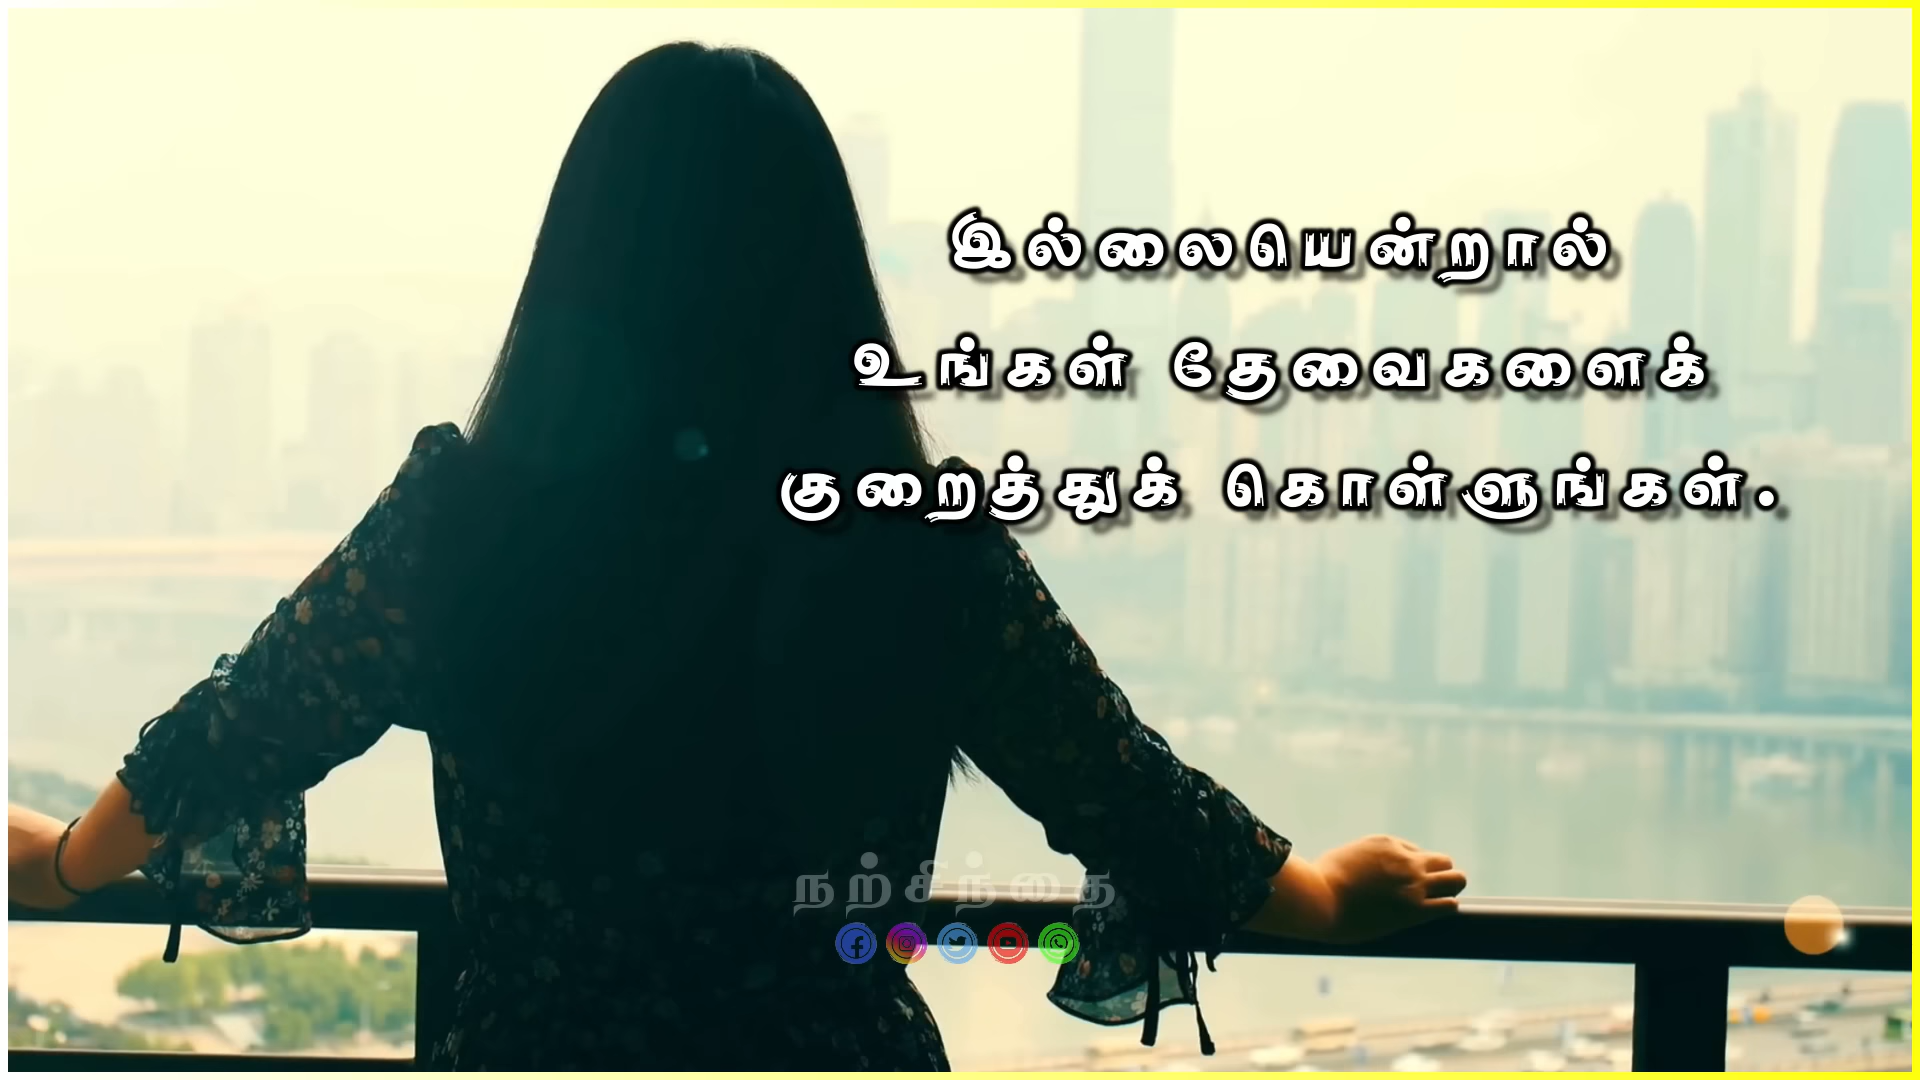 இல்லையென்றால்
உங்கள் தேவைகளைக்
குறைத்துக் கொள்ளுங்கள்.
நற்சிந்தை